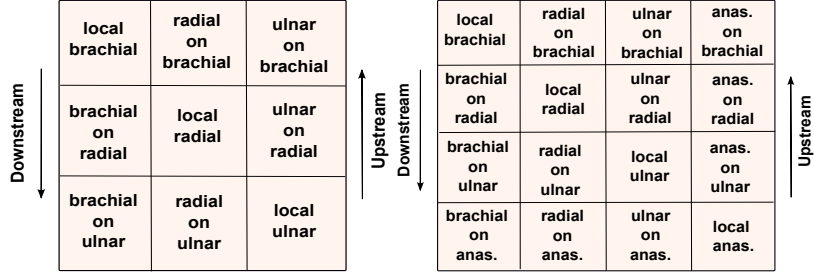 Downstream
local
brachial
radial
on
brachial
ulnar
on
brachial
brachial
on
radial
local
radial
ulnar
on
radial
brachial
on
ulnar
radial
on
ulnar
local
ulnar
Upstream
Downstream
local
brachial
radial
on
brachial
ulnar
on
brachial
anas.
on
brachial
brachial
on
radial
local
radial
ulnar
on
radial
anas.
on
radial
brachial
on
ulnar
radial
on
ulnar
local
ulnar
anas.
on
ulnar
brachial
on
anas.
radial
on
anas.
ulnar
on
anas.
local
anas.
Upstream